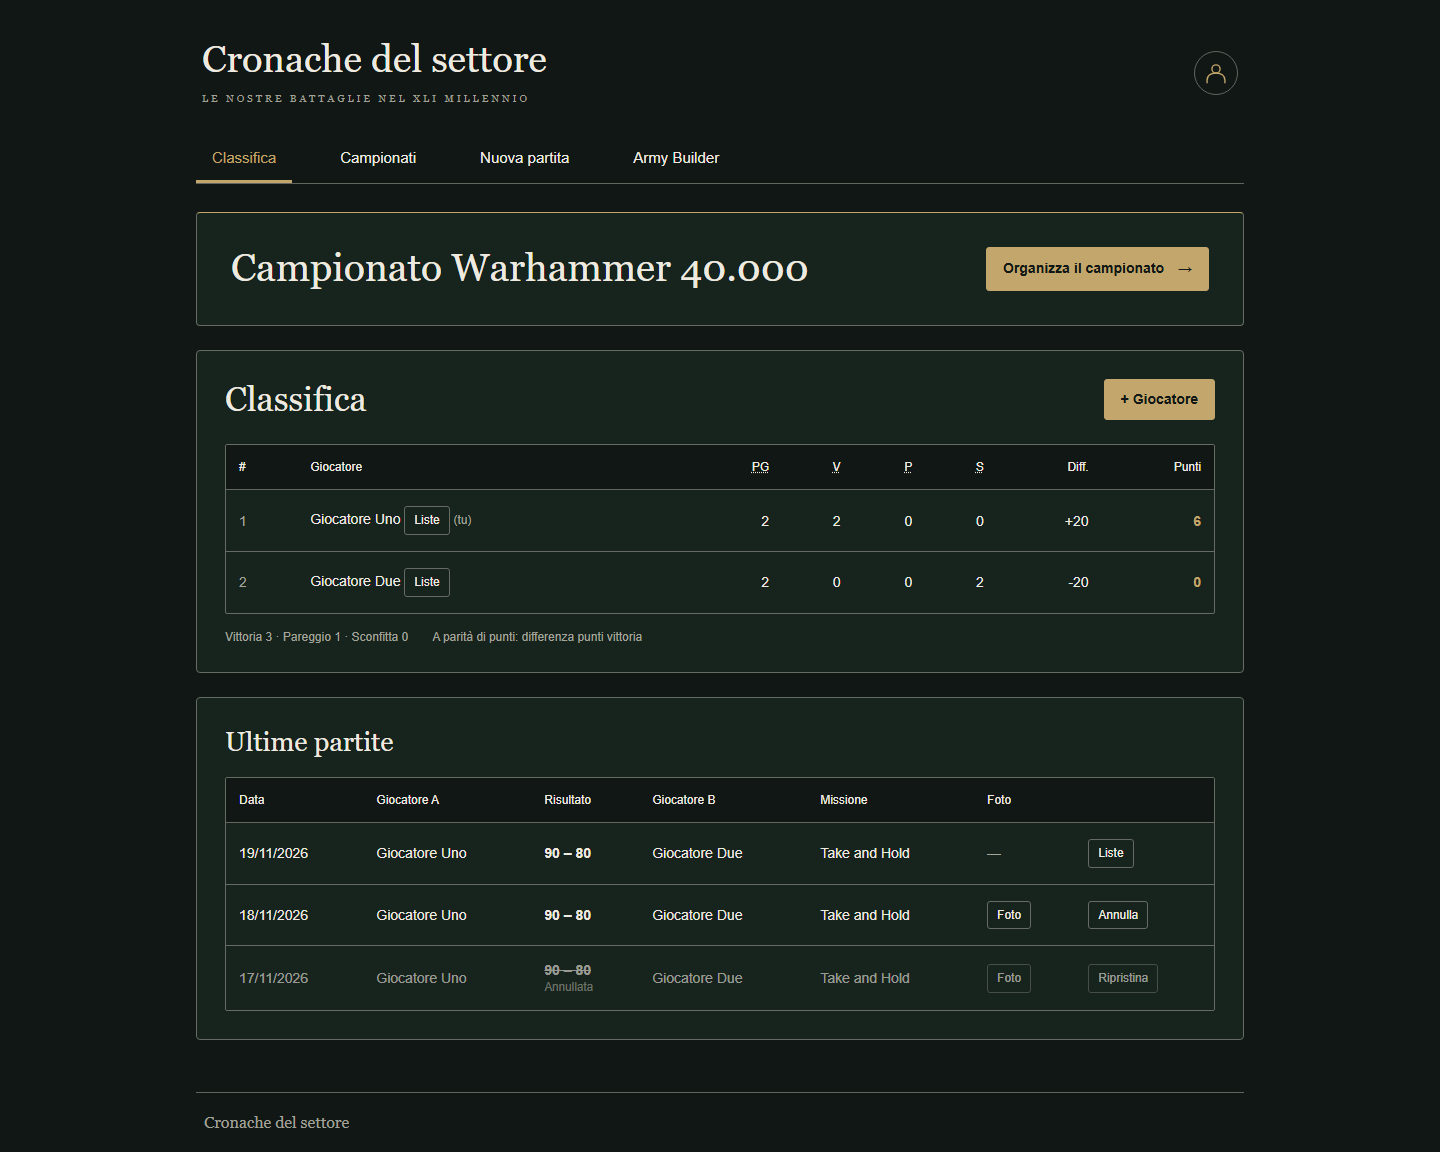 Cronache del settore
LE NOSTRE BATTAGLIE NEL XLI MILLENNIO
Classifica Campionati Nuova partita Army Builder
Campionato Warhammer 40.000
Organizza il campionato →
Classifica
+ Giocatore
# Giocatore PG V P S Diff. Punti
1 Giocatore Uno Liste (tu) 2 2 0 0 +20 6
2 Giocatore Due Liste 2 0 0 2 -20 0
Vittoria 3 · Pareggio 1 · Sconfitta 0 A parità di punti: differenza punti vittoria
Ultime partite
Data Giocatore A Risultato Giocatore B Missione Foto
19/11/2026 Giocatore Uno 90 – 80 Giocatore Due Take and Hold — Liste
18/11/2026 Giocatore Uno 90 – 80 Giocatore Due Take and Hold Foto Annulla
17/11/2026 Giocatore Uno 90 – 80 Giocatore Due Take and Hold Foto Ripristina
Annullata
Cronache del settore